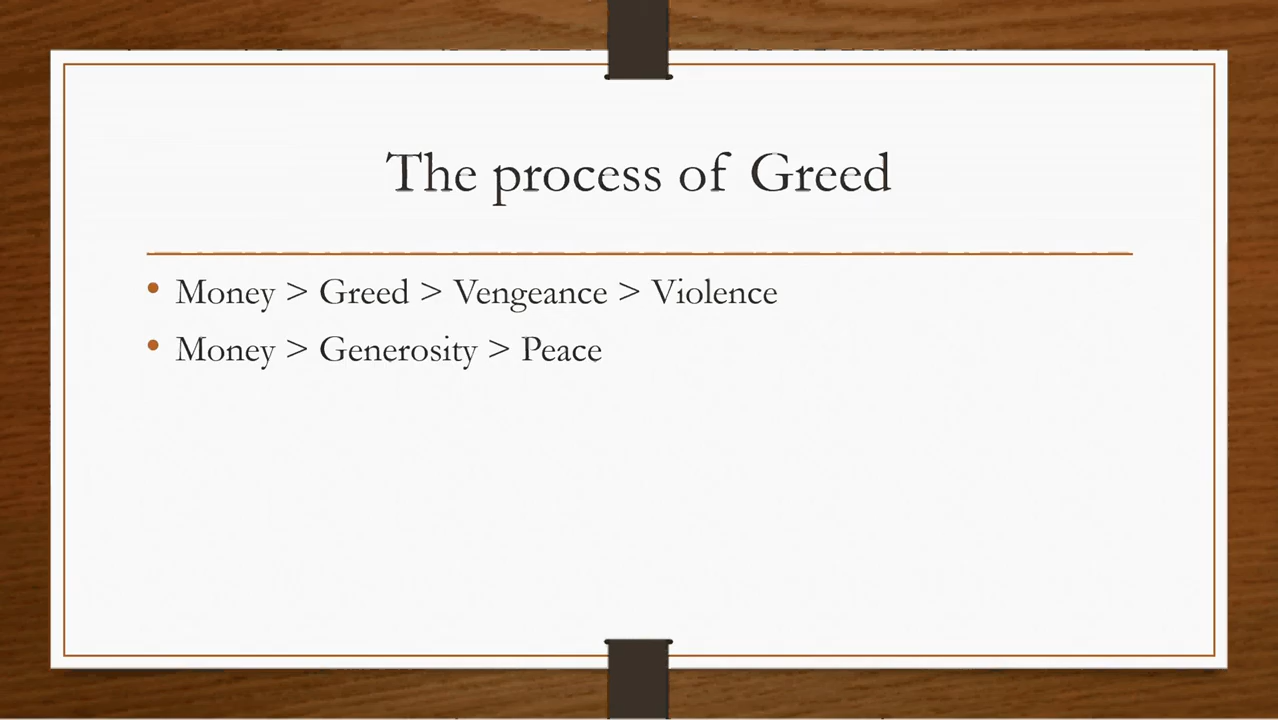 The process of Greed
• Money > Greed > Vengeance > Violence
• Money > Generosity > Peace